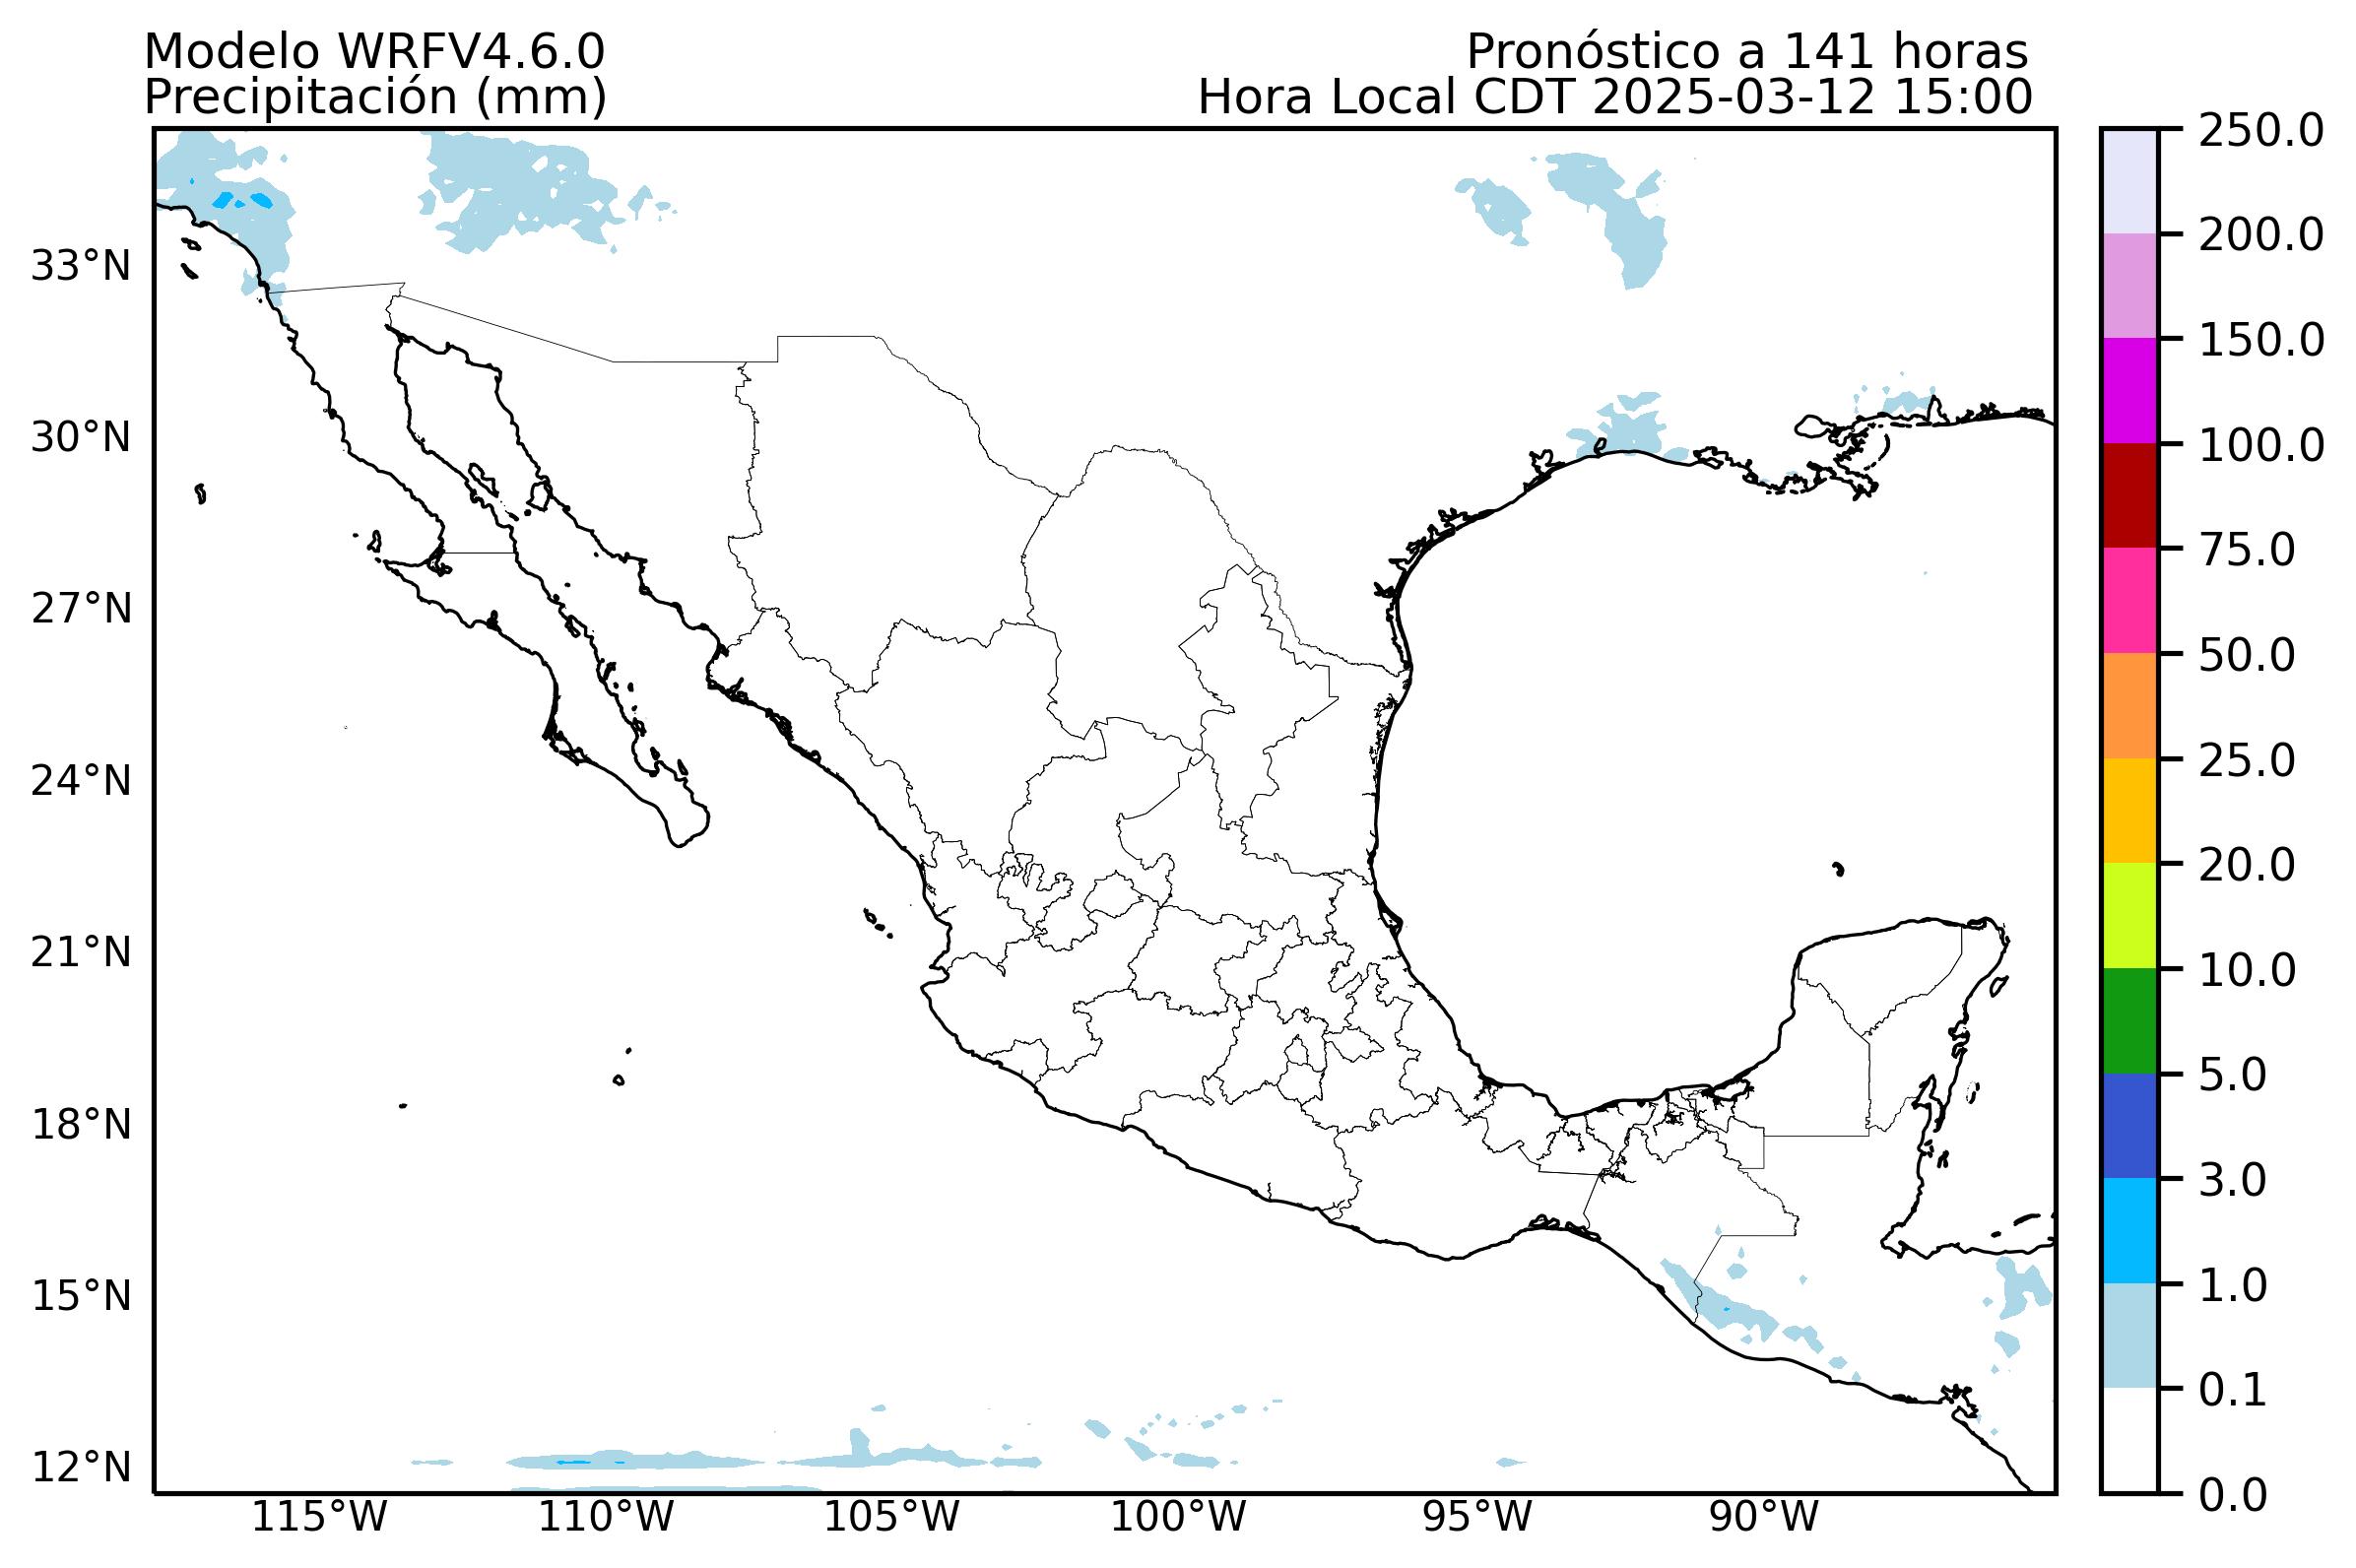 Modelo WRFV4.6.0
Precipitación (mm)
Pronóstico a 141 horas
Hora Local CDT 2025-03-12 15:00
33°N
30°N
27°N
24°N
21°N
18°N
15°N
12°N
115°W
110°W
105°W
100°W
95°W
90°W
250.0
200.0
150.0
100.0
75.0
50.0
25.0
20.0
10.0
5.0
3.0
1.0
0.1
0.0